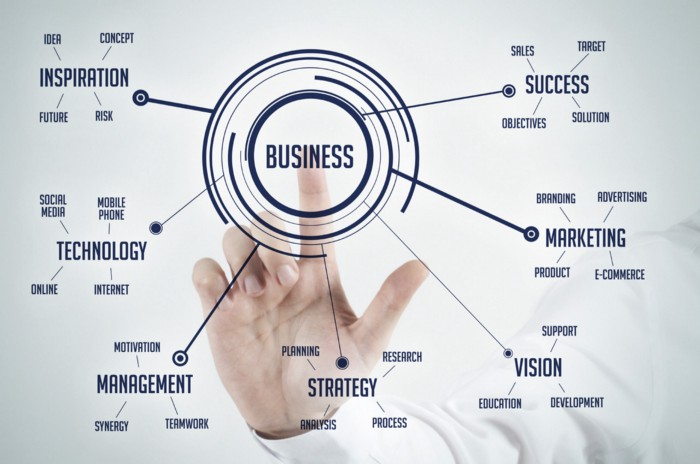 IDEA
CONCEPT
INSPIRATION
FUTURE
RISK
BUSINESS
SALES
TARGET
SUCCESS
OBJECTIVES
SOLUTION
SOCIAL
MEDIA
MOBILE
PHONE
TECHNOLOGY
ONLINE
INTERNET
BRANDING
ADVERTISING
MARKETING
PRODUCT
E-COMMERCE
MOTIVATION
MANAGEMENT
SYNERGY
TEAMWORK
PLANNING
RESEARCH
STRATEGY
ANALYSIS
PROCESS
SUPPORT
VISION
EDUCATION
DEVELOPMENT